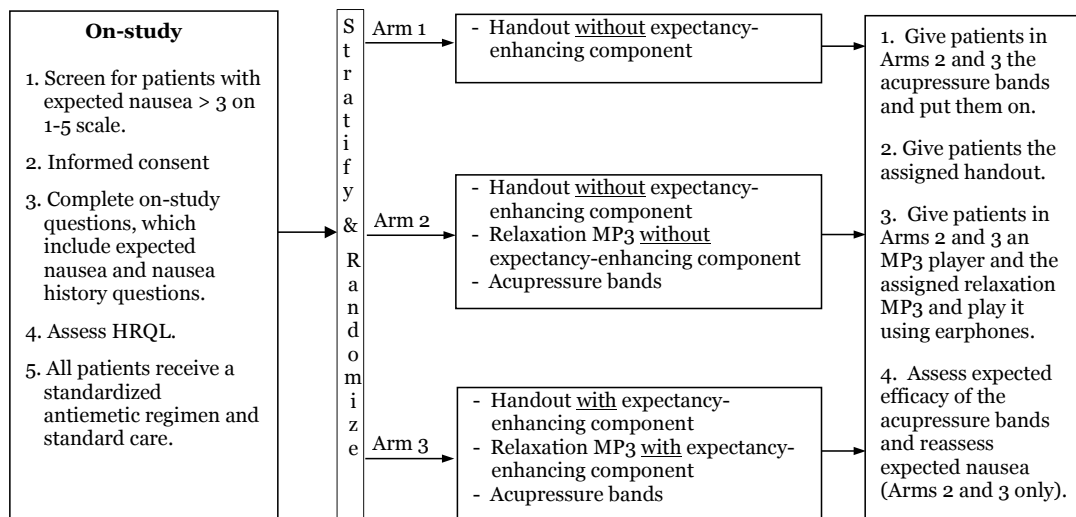 On-study
1. Screen for patients with
expected nausea > 3 on
1-5 scale.
2. Informed consent
3. Complete on-study
questions, which
include expected
nausea and nausea
history questions.
4. Assess HRQL.
5. All patients receive a
standardized
antiemetic regimen and
standard care.
Stratify & Randomize
Arm 1
- Handout without expectancy-
enhancing component
Arm 2
- Handout without expectancy-
enhancing component
- Relaxation MP3 without
expectancy-enhancing component
- Acupressure bands
Arm 3
- Handout with expectancy-
enhancing component
- Relaxation MP3 with expectancy-
enhancing component
- Acupressure bands
1. Give patients in
Arms 2 and 3 the
acupressure bands
and put them on.
2. Give patients the
assigned handout.
3. Give patients in
Arms 2 and 3 an
MP3 player and the
assigned relaxation
MP3 and play it
using earphones.
4. Assess expected
efficacy of the
acupressure bands
and reassess
expected nausea
(Arms 2 and 3 only).